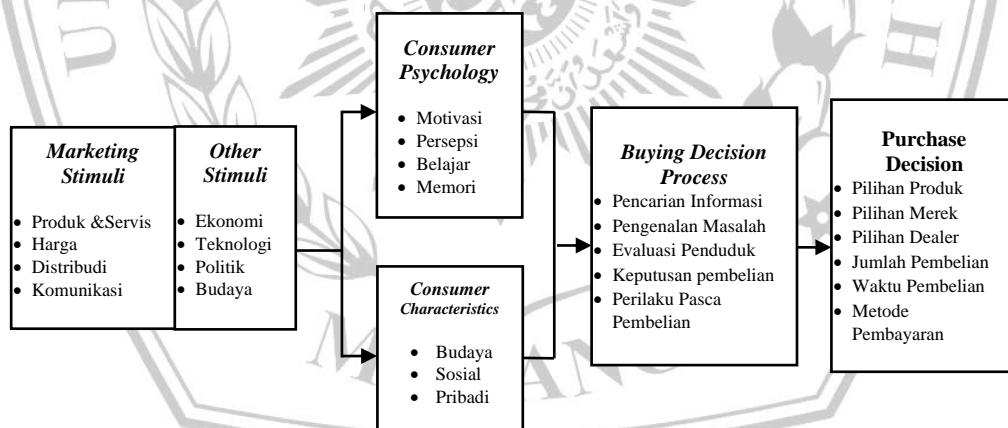 Marketing
Stimuli
• Produk &Servis
• Harga
• Distribudi
• Komunikasi
Other
Stimuli
• Ekonomi
• Teknologi
• Politik
• Budaya
Consumer
Psychology
• Motivasi
• Persepsi
• Belajar
• Memori
Consumer
Characteristics
• Budaya
• Sosial
• Pribadi
Buying Decision
Process
• Pencarian Informasi
• Pengenalan Masalah
• Evaluasi Penduduk
• Keputusan pembelian
• Perilaku Pasca
Pembelian
Purchase
Decision
• Pilihan Produk
• Pilihan Merek
• Pilihan Dealer
• Jumlah Pembelian
• Waktu Pembelian
• Metode
Pembayaran